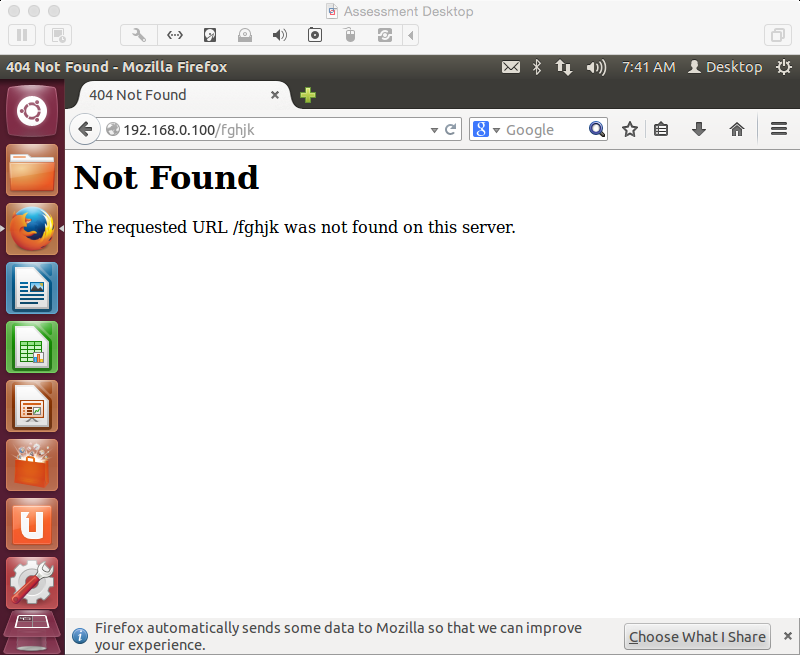 Assessment Desktop
404 Not Found - Mozilla Firefox
7:41 AM
Desktop
404 Not Found
192.168.0.100/fghjk
8
Google
Not Found
The requested URL /fghjk was not found on this server.
Firefox automatically sends some data to Mozilla so that we can improve
your experience.
Choose What I Share